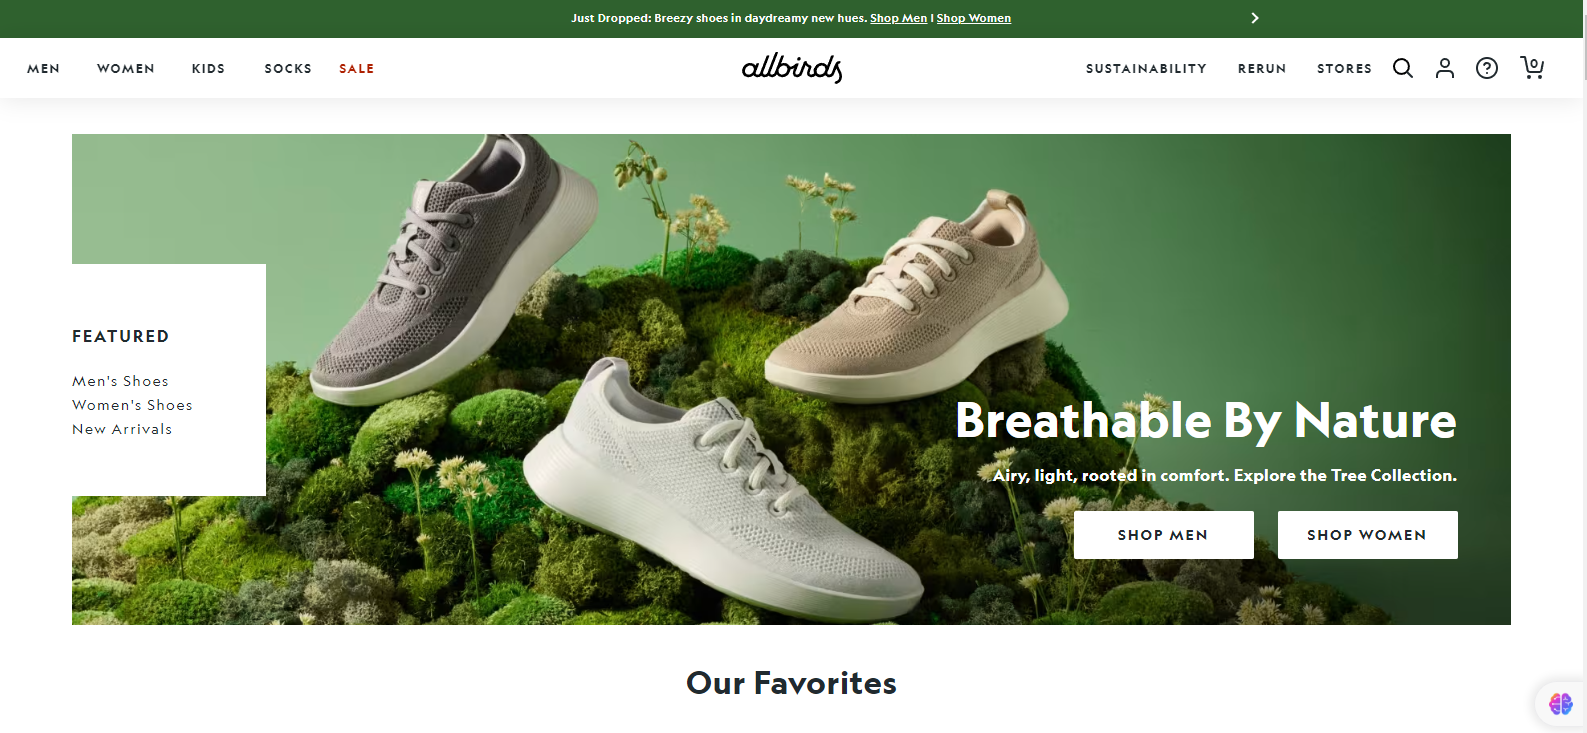 Just Dropped: Breezy shoes in daydreamy new hues. Shop Men | Shop Women
MEN WOMEN KIDS SOCKS SALE allbirds SUSTAINABILITY RERUN STORES 0
FEATURED
Men's Shoes
Women's Shoes
New Arrivals
Breathable By Nature
Airy, light, rooted in comfort. Explore the Tree Collection.
SHOP MEN SHOP WOMEN
Our Favorites